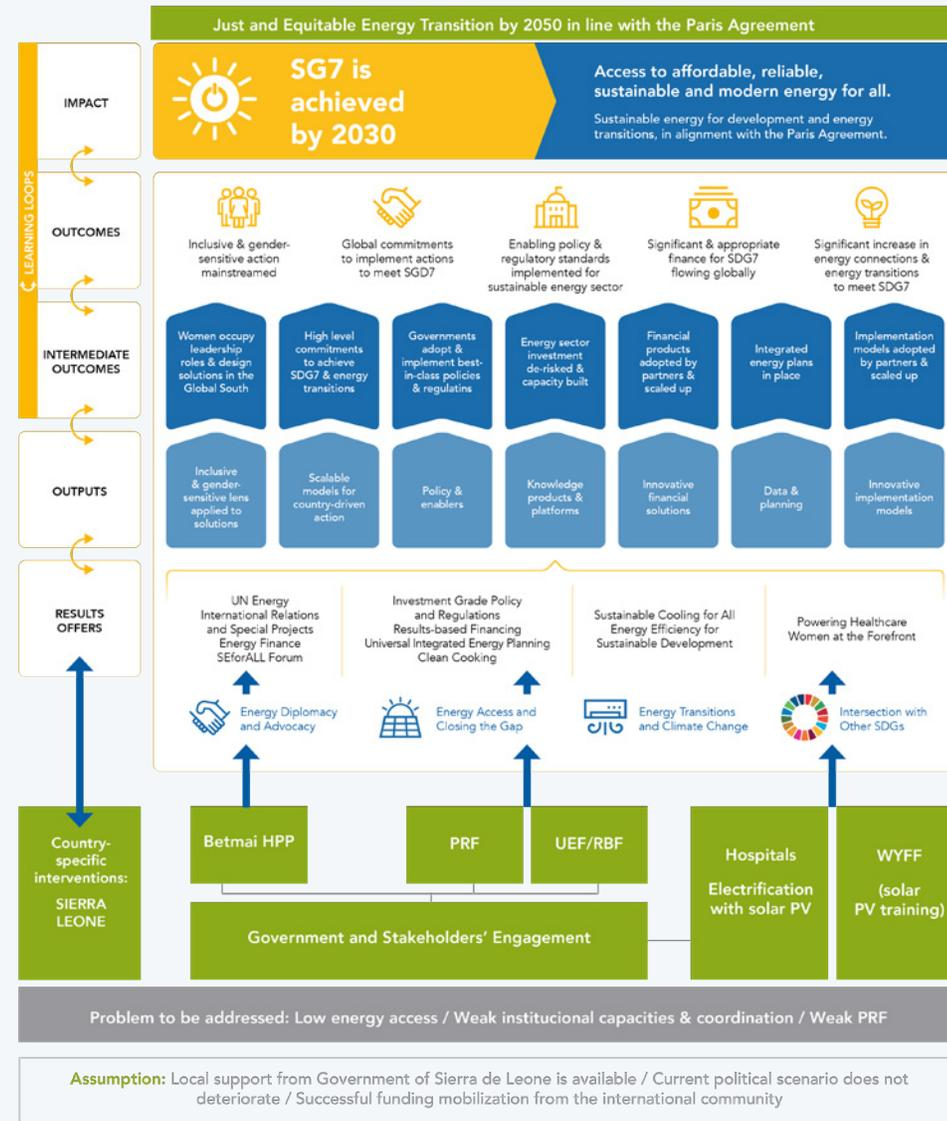 Just and Equitable Energy Transition by 2050 in line with the Paris Agreement
LEARNING LOOPS
IMPACT
SG7 is
achieved
by 2030
Access to affordable, reliable,
sustainable and modern energy for all.
Sustainable energy for development and energy
transitions, in alignment with the Paris Agreement.
OUTCOMES
Inclusive & gender-
sensitive action
mainstreamed
Global commitments
to implement actions
to meet SGD7
Enabling policy &
regulatory standards
implemented for
sustainable energy sector
Significant & appropriate
finance for SDG7
flowing globally
Significant increase in
energy connections &
energy transitions
to meet SDG7
INTERMEDIATE
OUTCOMES
Women occupy
leadership
roles & design
solutions in the
Global South
High level
commitments
to achieve
SDG7 & energy
transitions
Governments
adopt &
implement best-
in-class policies
& regulatins
Energy sector
investment
de-risked &
capacity built
Financial
products
adopted by
partners &
scaled up
Integrated
energy plans
in place
Implementation
models adopted
by partners &
scaled up
OUTPUTS
Inclusive
& gender-
sensitive lens
applied to
solutions
Scalable
models for
country-driven
action
Policy &
enablers
Knowledge
products &
platforms
Innovative
financial
solutions
Data &
planning
Innovative
implementation
models
RESULTS
OFFERS
UN Energy
International Relations
and Special Projects
Energy Finance
SEforALL Forum
Investment Grade Policy
and Regulations
Results-based Financing
Universal Integrated Energy Planning
Clean Cooking
Sustainable Cooling for All
Energy Efficiency for
Sustainable Development
Powering Healthcare
Women at the Forefront
Energy Diplomacy
and Advocacy
Energy Access and
Closing the Gap
Energy Transitions
and Climate Change
Intersection with
Other SDGs
Country-
specific
interventions:
SIERRA
LEONE
Betmai HPP
PRF
UEF/RBF
Hospitals
Electrification
with solar PV
WYFF
(solar
PV training)
Government and Stakeholders' Engagement
Problem to be addressed: Low energy access / Weak institucional capacities & coordination / Weak PRF
Assumption: Local support from Government of Sierra de Leone is available / Current political scenario does not
deteriorate / Successful funding mobilization from the international community